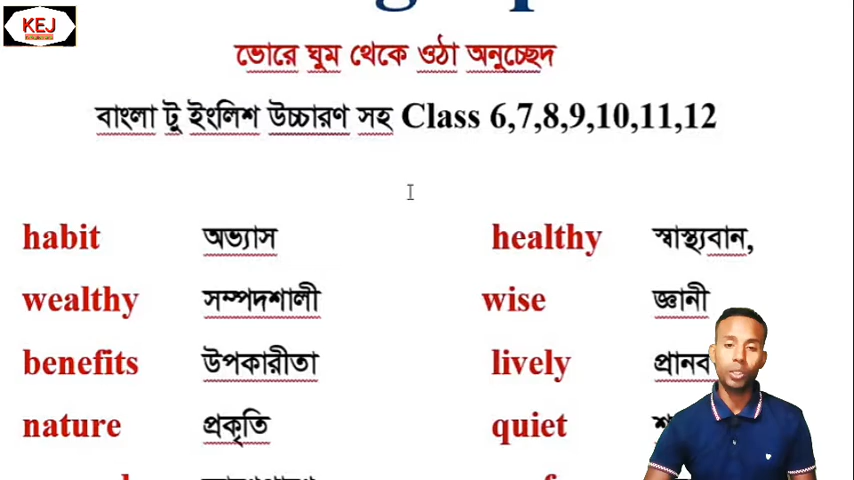 KEJ
ভোরে ঘুম থেকে ওঠা অনুচ্ছেদ
বাংলা টু ইংলিশ উচ্চারণ সহ Class 6,7,8,9,10,11,12
habit অভ্যাস healthy স্বাস্থ্যবান,
wealthy সম্পদশালী wise জ্ঞানী
benefits উপকারীতা lively
nature প্রকৃতি quiet